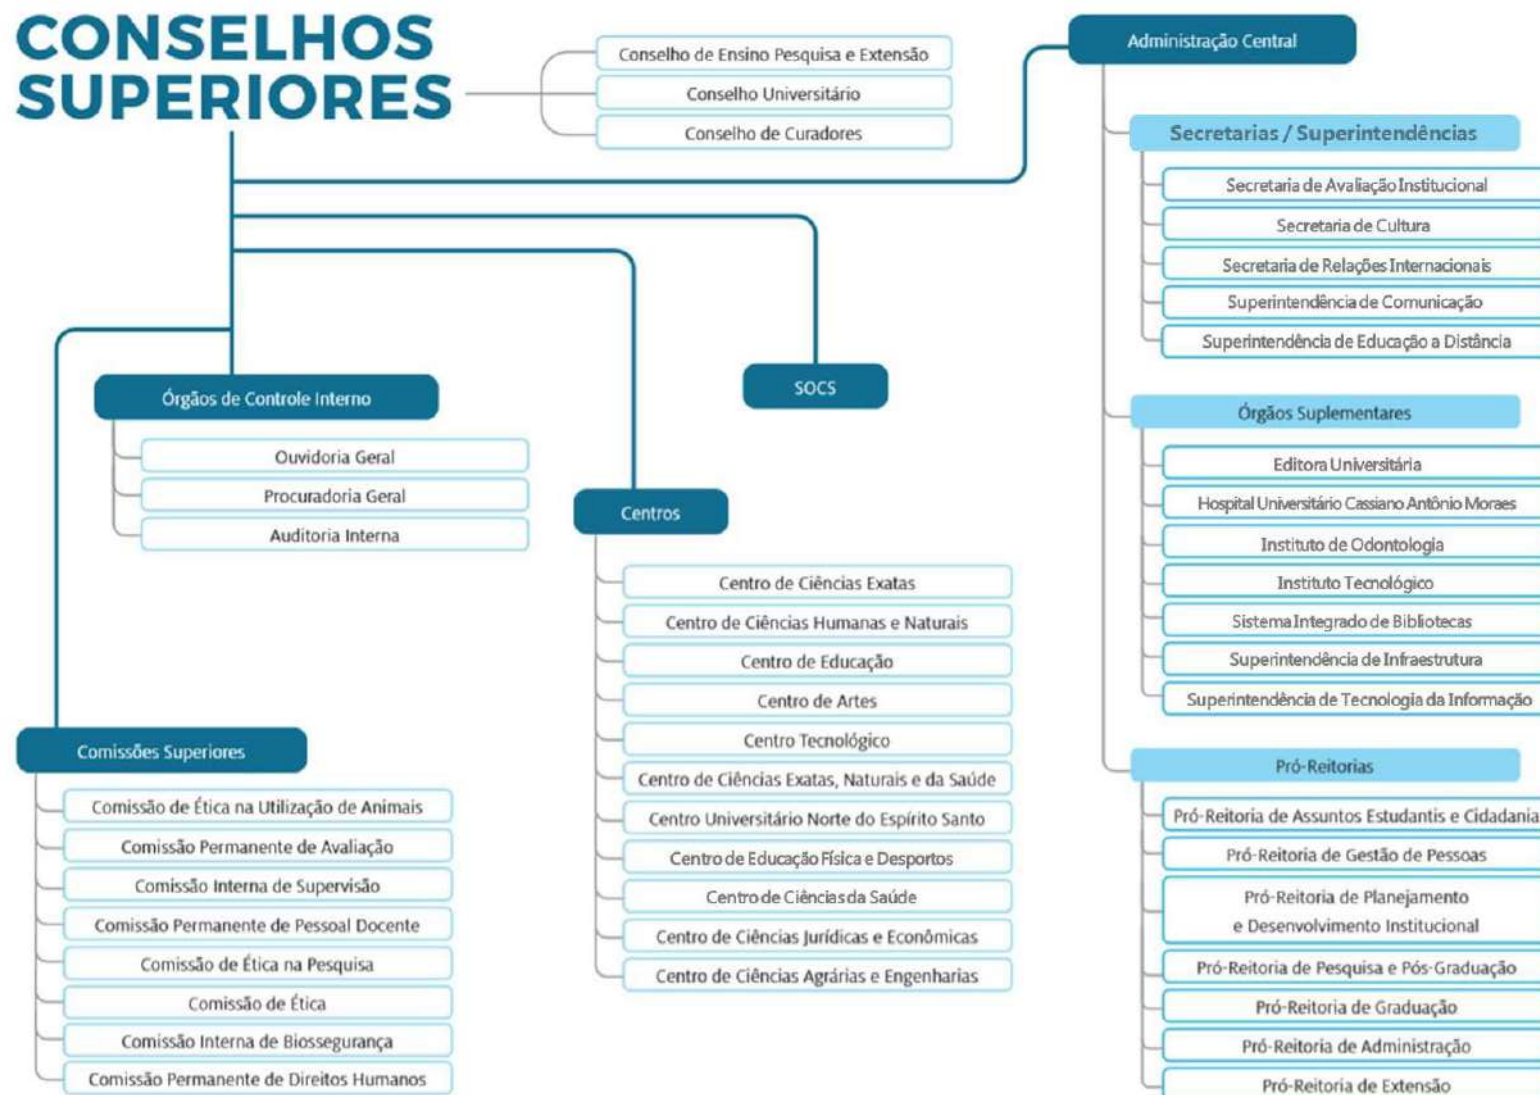 CONSELHOS
SUPERIORES
Conselho de Ensino Pesquisa e Extensão
Conselho Universitário
Conselho de Curadores
Administração Central
Secretarias / Superintendências
Secretaria de Avaliação Institucional
Secretaria de Cultura
Secretaria de Relações Internacionais
Superintendência de Comunicação
Superintendência de Educação a Distância
Órgãos Suplementares
Editora Universitária
Hospital Universitário Cassiano Antônio Moraes
Instituto de Odontologia
Instituto Tecnológico
Sistema Integrado de Bibliotecas
Superintendência de Infraestrutura
Superintendência de Tecnologia da Informação
Pró-Reitorias
Pró-Reitoria de Assuntos Estudantis e Cidadania
Pró-Reitoria de Gestão de Pessoas
Pró-Reitoria de Planejamento
e Desenvolvimento Institucional
Pró-Reitoria de Pesquisa e Pós-Graduação
Pró-Reitoria de Graduação
Pró-Reitoria de Administração
Pró-Reitoria de Extensão
SOCS
Centros
Centro de Ciências Exatas
Centro de Ciências Humanas e Naturais
Centro de Educação
Centro de Artes
Centro Tecnológico
Centro de Ciências Exatas, Naturais e da Saúde
Centro Universitário Norte do Espírito Santo
Centro de Educação Física e Desportos
Centro de Ciências da Saúde
Centro de Ciências Jurídicas e Econômicas
Centro de Ciências Agrárias e Engenharias
Órgãos de Controle Interno
Ouvidoria Geral
Procuradoria Geral
Auditoria Interna
Comissões Superiores
Comissão de Ética na Utilização de Animais
Comissão Permanente de Avaliação
Comissão Interna de Supervisão
Comissão Permanente de Pessoal Docente
Comissão de Ética na Pesquisa
Comissão de Ética
Comissão Interna de Biossegurança
Comissão Permanente de Direitos Humanos